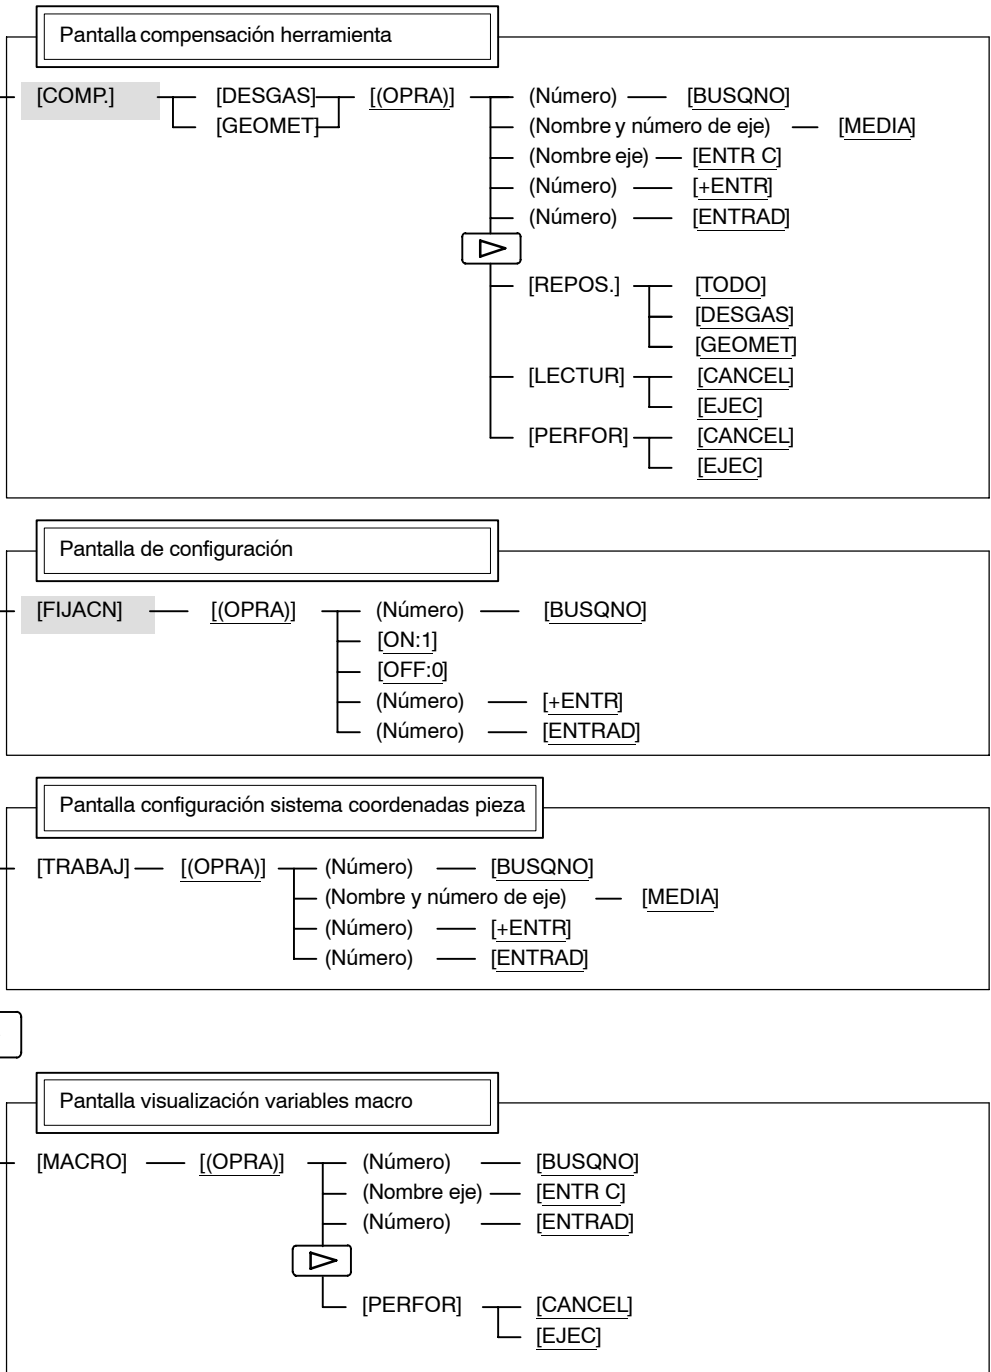 Pantalla compensación herramienta
[COMP.] [DESGAS] [(OPRA)] (Número) [BUSQNO]
[GEOMET] (Nombre y número de eje) [MEDIA]
(Nombre eje) [ENTR C]
(Número) [+ENTR]
(Número) [ENTRAD]
[REPOS.] [TODO]
[DESGAS]
[GEOMET]
[LECTUR] [CANCEL]
[EJEC]
[PERFOR] [CANCEL]
[EJEC]
Pantalla de configuración
[FIJACN] [(OPRA)] (Número) [BUSQNO]
[ON:1]
[OFF:0]
(Número) [+ENTR]
(Número) [ENTRAD]
Pantalla configuración sistema coordenadas pieza
[TRABAJ] [(OPRA)] (Número) [BUSQNO]
(Nombre y número de eje) [MEDIA]
(Número) [+ENTR]
(Número) [ENTRAD]
Pantalla visualización variables macro
[MACRO] [(OPRA)] (Número) [BUSQNO]
(Nombre eje) [ENTR C]
(Número) [ENTRAD]
[PERFOR] [CANCEL]
[EJEC]